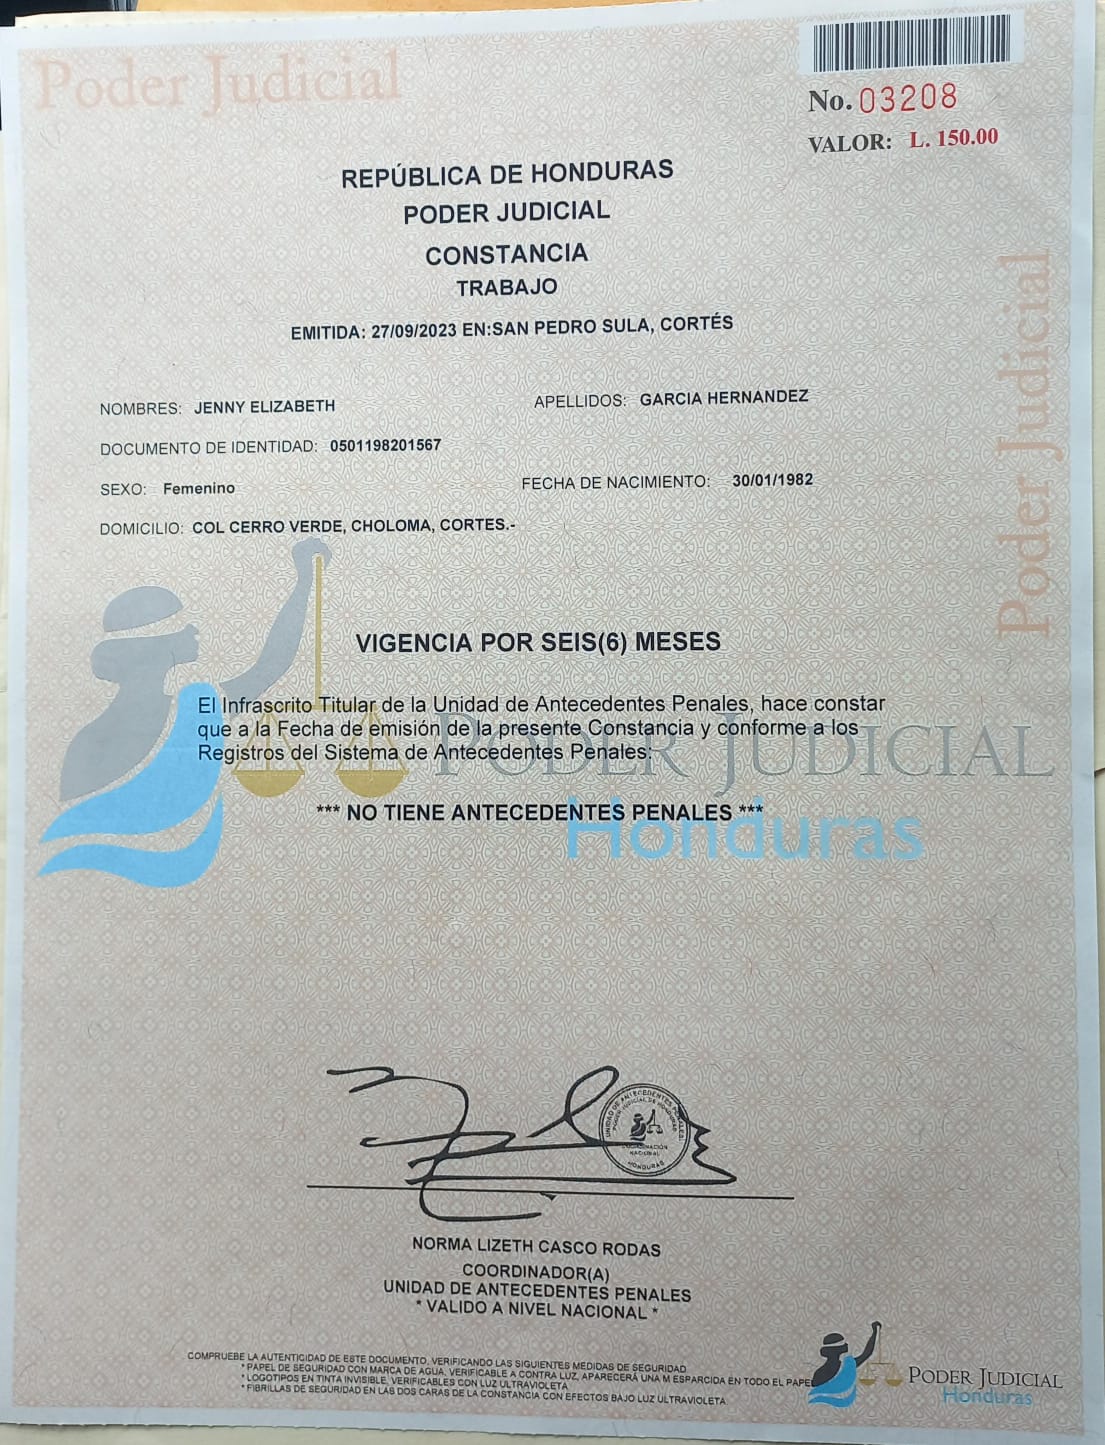 Poder Judicial
No. 03208
VALOR: L. 150.00
REPÚBLICA DE HONDURAS
PODER JUDICIAL
CONSTANCIA
TRABAJO
EMITIDA: 27/09/2023 EN:SAN PEDRO SULA, CORTÉS
Poder Judicial
NOMBRES: JENNY ELIZABETH APELLIDOS: GARCIA HERNANDEZ
DOCUMENTO DE IDENTIDAD: 0501198201567
SEXO: Femenino FECHA DE NACIMIENTO: 30/01/1982
DOMICILIO: COL CERRO VERDE, CHOLOMA, CORTES.-
VIGENCIA POR SEIS(6) MESES
El Infrascrito Titular de la Unidad de Antecedentes Penales, hace constar
que a la Fecha de emisión de la presente Constancia y conforme a los
Registros del Sistema de Antecedentes Penales:
PODER JUDICIAL
*** NO TIENE ANTECEDENTES PENALES ***
Honduras
UNIDAD DE ANTECEDENTES PENALES
PODER JUDICIAL DE HONDURAS
COORDINACIÓN
NACIONAL
HONDURAS
NORMA LIZETH CASCO RODAS
COORDINADOR(A)
UNIDAD DE ANTECEDENTES PENALES
* VALIDO A NIVEL NACIONAL *
COMPRUEBE LA AUTENTICIDAD DE ESTE DOCUMENTO, VERIFICANDO LAS SIGUIENTES MEDIDAS DE SEGURIDAD
* PAPEL DE SEGURIDAD CON MARCA DE AGUA, VERIFICABLE A CONTRA LUZ, APARECERÁ UNA M ESPARCIDA EN TODO EL PAPEL
* LOGOTIPOS EN TINTA INVISIBLE, VERIFICABLES CON LUZ ULTRAVIOLETA
* FIBRILLAS DE SEGURIDAD EN LAS DOS CARAS DE LA CONSTANCIA CON EFECTOS BAJO LUZ ULTRAVIOLETA
PODER JUDICIAL
Honduras